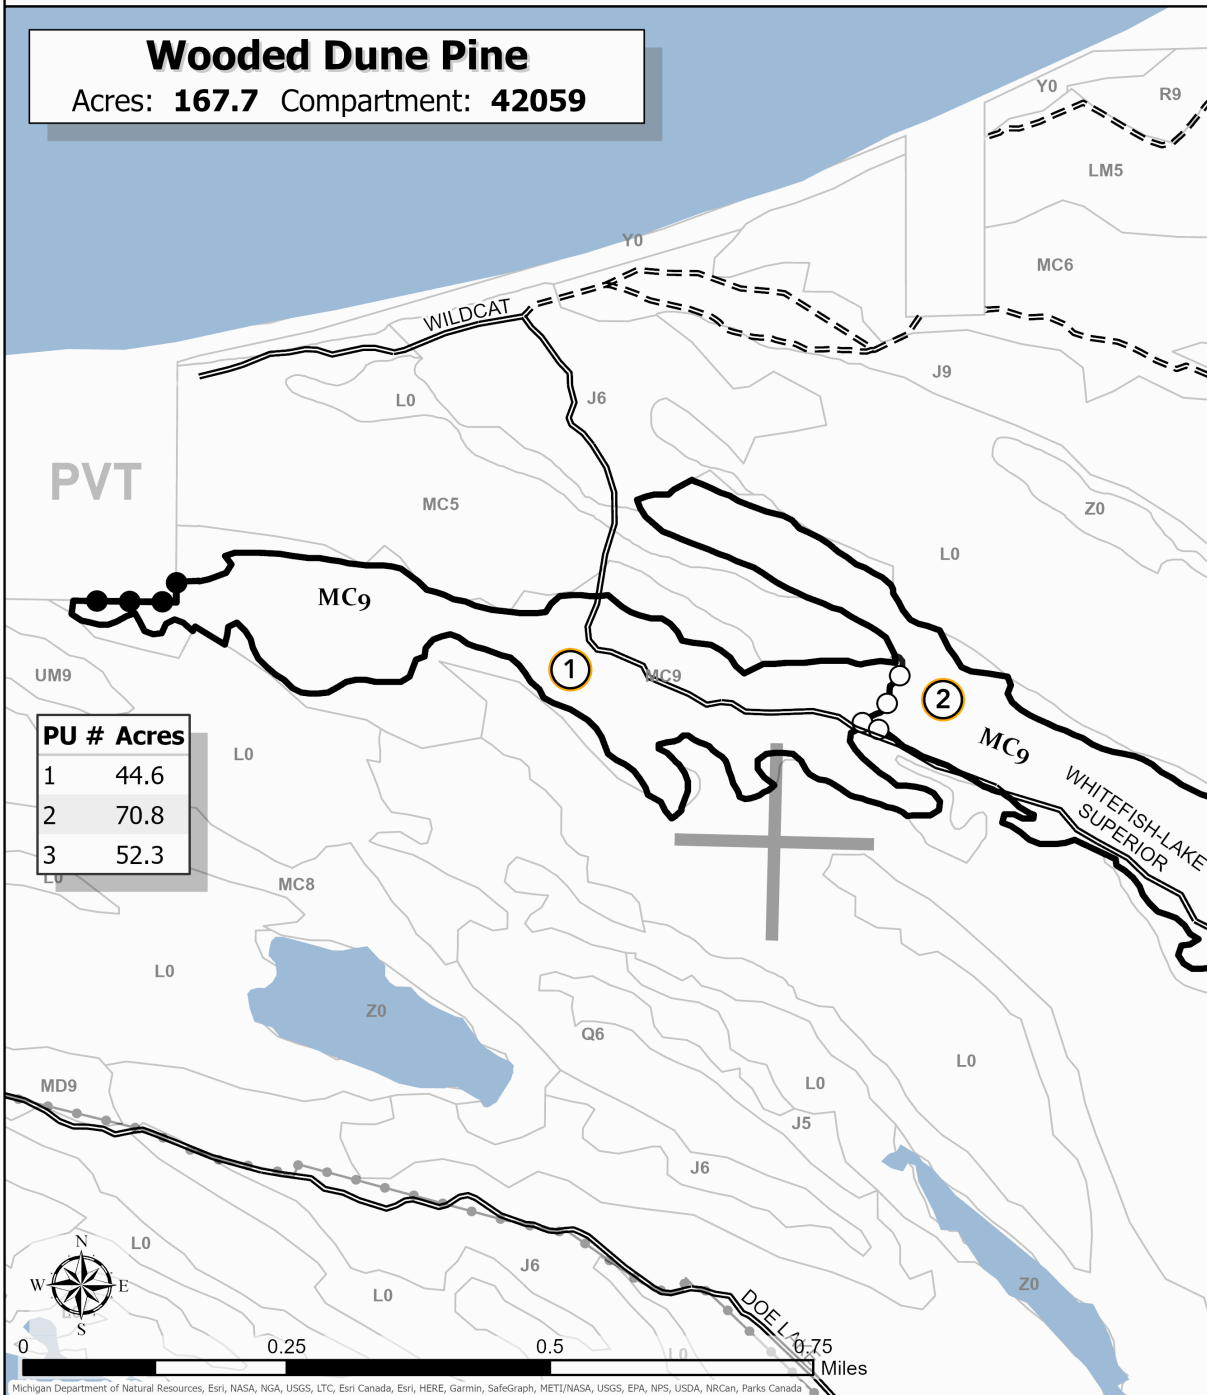 Wooded Dune Pine
Acres: 167.7 Compartment: 42059
Y0
R9
LM5
Y0
MC6
WILDCAT
J9
L0
J6
PVT
MC5
Z0
L0
MC9
UM9
1
MC9
2
MC9
PU # Acres
1 44.6
2 70.8
3 52.3
L0
WHITEFISH-LAKE
SUPERIOR
L0
MC8
L0
Z0
Q6
L0
L0
MD9
J5
J6
L0
J6
Z0
L0
N
W E
S
DOE LAKE
L0
0 0.25 0.5 0.75
Miles
Michigan Department of Natural Resources, Esri, NASA, NGA, USGS, LTC, Esri Canada, Esri, HERE, Garmin, SafeGraph, METI/NASA, USGS, EPA, NPS, USDA, NRCan, Parks Canada